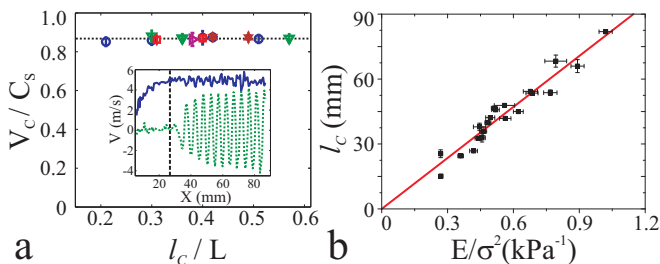 1
0.8
0.6
0.4
0.2
0
V_C / C_s
0.2 0.3 0.4 0.5 0.6
l_C / L
a
V (m/s)
6
4
2
0
-2
-4
20 40 60 80
X (mm)
90
60
30
0
l_C (mm)
0 0.3 0.6 0.9 1.2
E/σ² (kPa⁻¹)
b